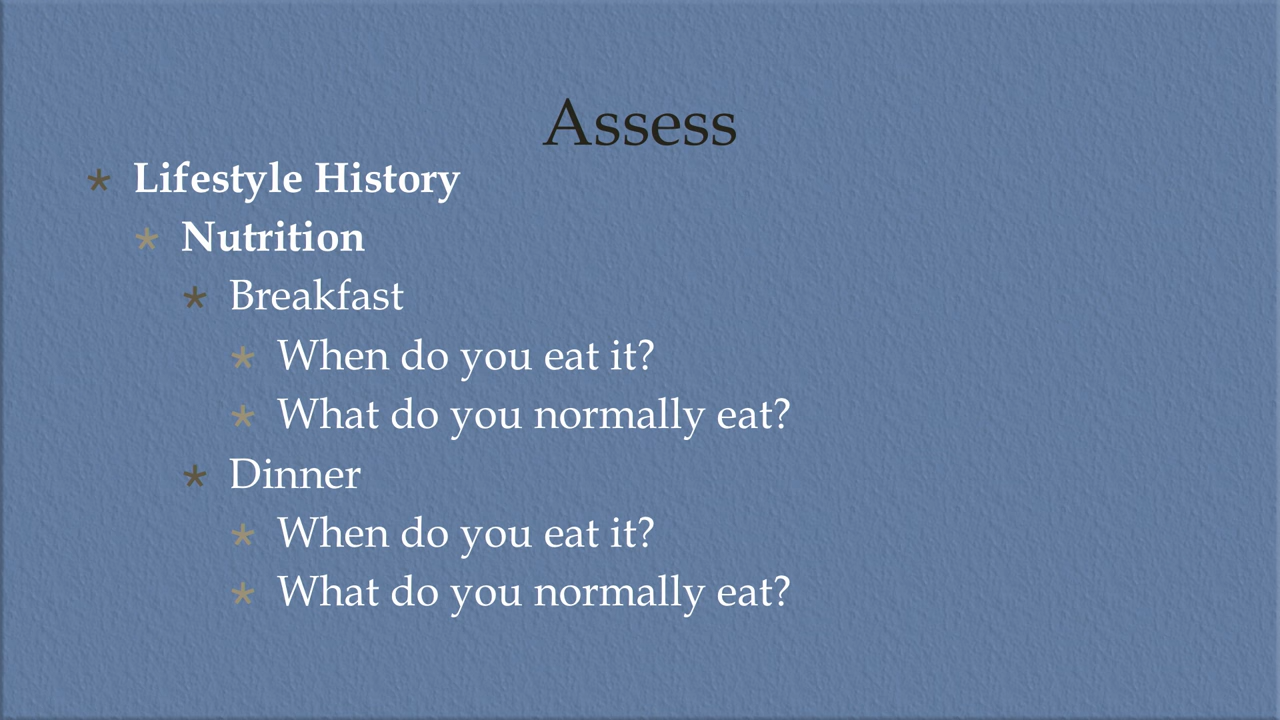 Assess
* Lifestyle History
* Nutrition
* Breakfast
* When do you eat it?
* What do you normally eat?
* Dinner
* When do you eat it?
* What do you normally eat?